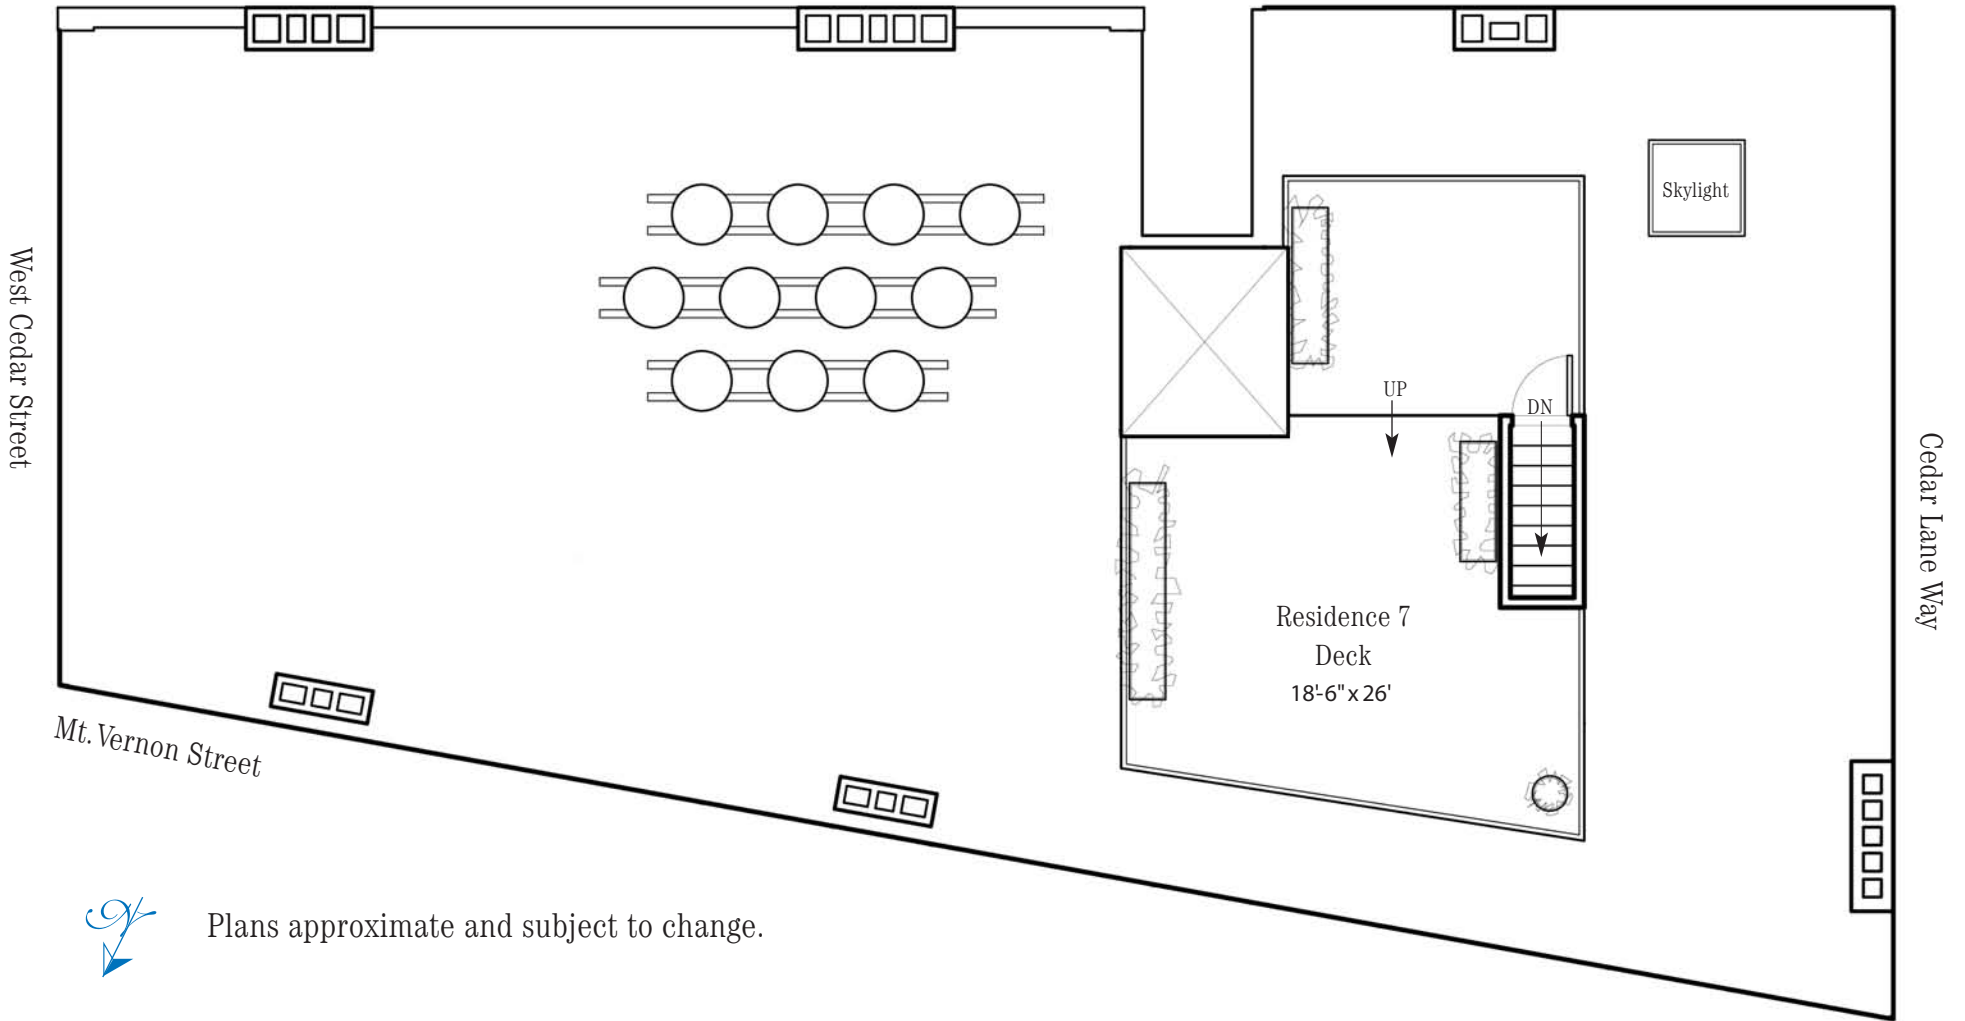 Skylight
West Cedar Street
UP
DN
Cedar Lane Way
Residence 7
Deck
18'-6" x 26'
Mt. Vernon Street
Plans approximate and subject to change.